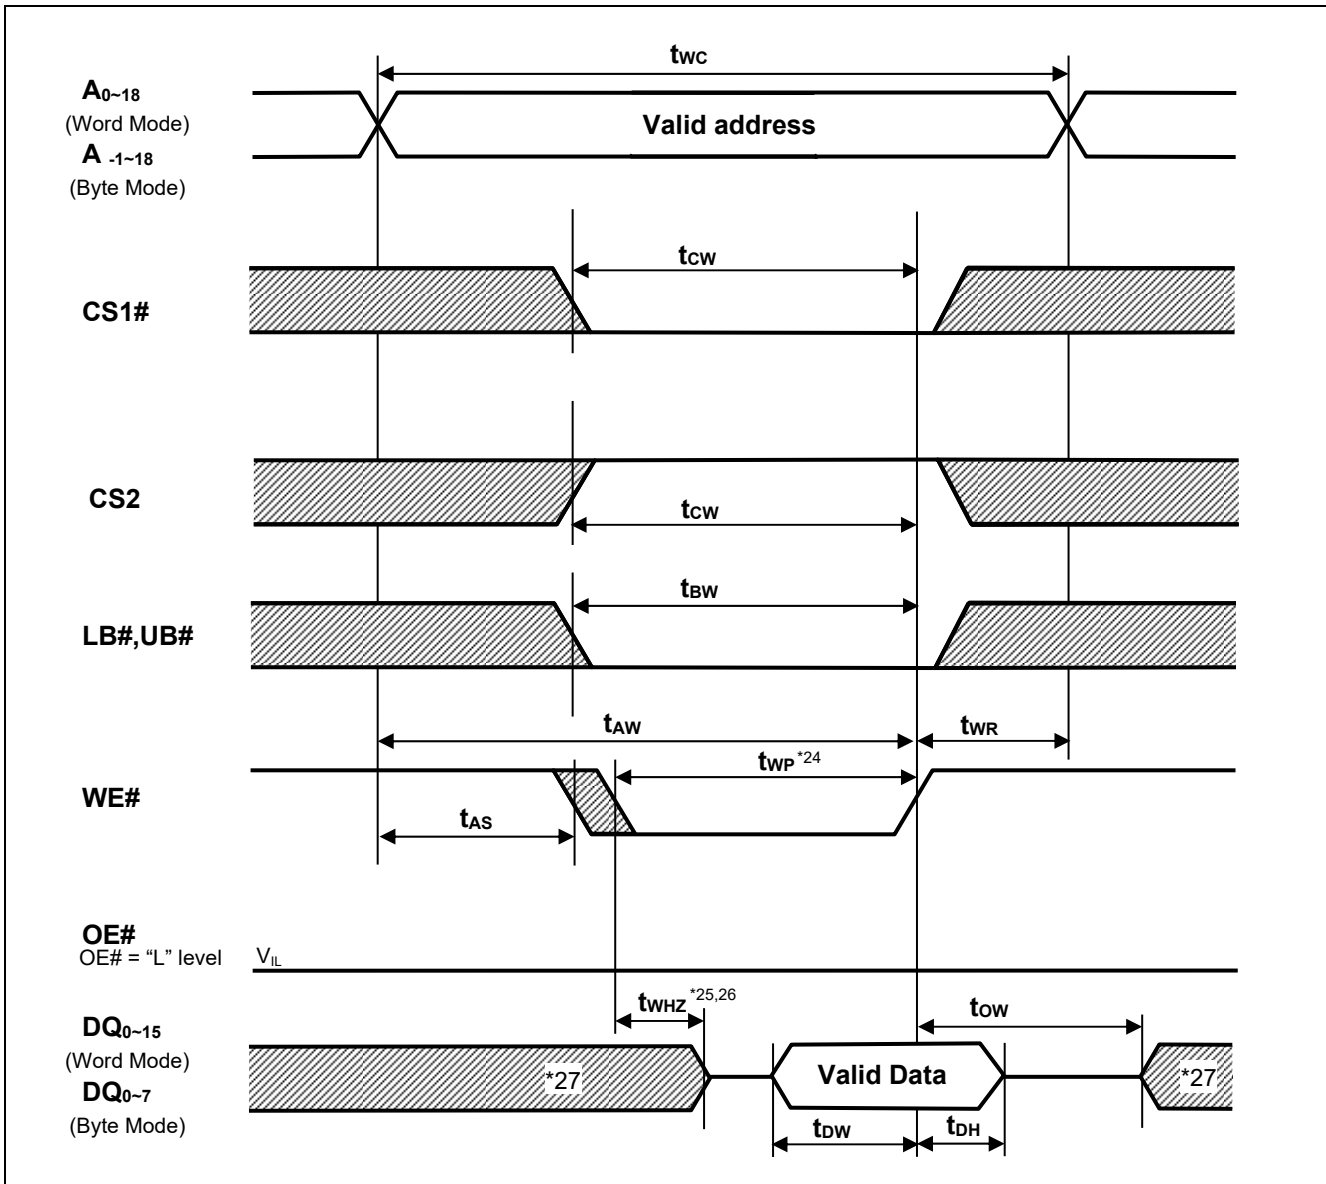 tWC
A0~18
(Word Mode)
Valid address
A -1~18
(Byte Mode)
tCW
CS1#
CS2
tCW
tBW
LB#,UB#
tAW
tWR
tWP *24
WE#
tAS
OE#
OE# = “L” level VIL
tWHZ *25,26
tOW
DQ0~15
(Word Mode)
*27
Valid Data
*27
DQ0~7
(Byte Mode)
tDW
tDH